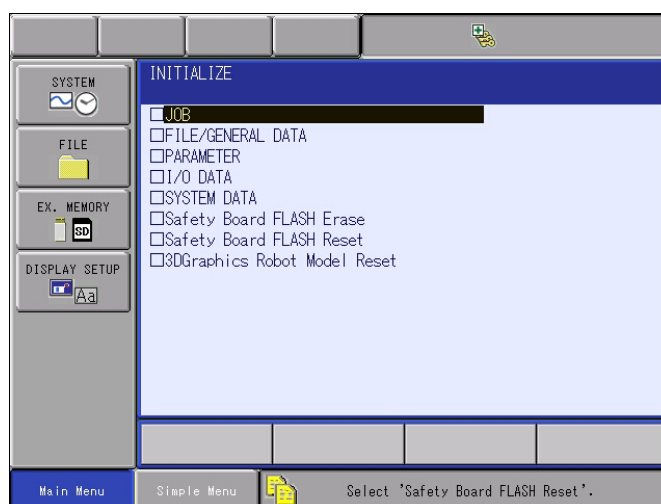 INITIALIZE
SYSTEM
FILE
EX. MEMORY
SD
DISPLAY SETUP
Aa
JOB
FILE/GENERAL DATA
PARAMETER
I/O DATA
SYSTEM DATA
Safety Board FLASH Erase
Safety Board FLASH Reset
3DGraphics Robot Model Reset
Main Menu
Simple Menu
Select 'Safety Board FLASH Reset'.